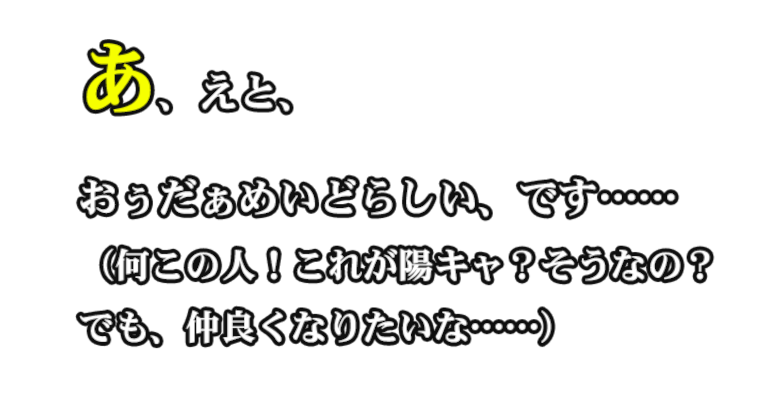 あ、えと、
おぅだぁめいどらしい、です……
（何この人！これが陽キャ？そうなの？
でも、仲良くなりたいな……）